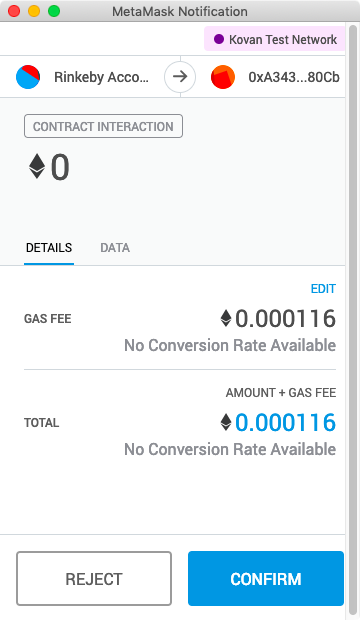 MetaMask Notification
Kovan Test Network
Rinkeby Acco...
0xA343...80Cb
CONTRACT INTERACTION
0
DETAILS
DATA
EDIT
GAS FEE
0.000116
No Conversion Rate Available
AMOUNT + GAS FEE
TOTAL
0.000116
No Conversion Rate Available
REJECT
CONFIRM